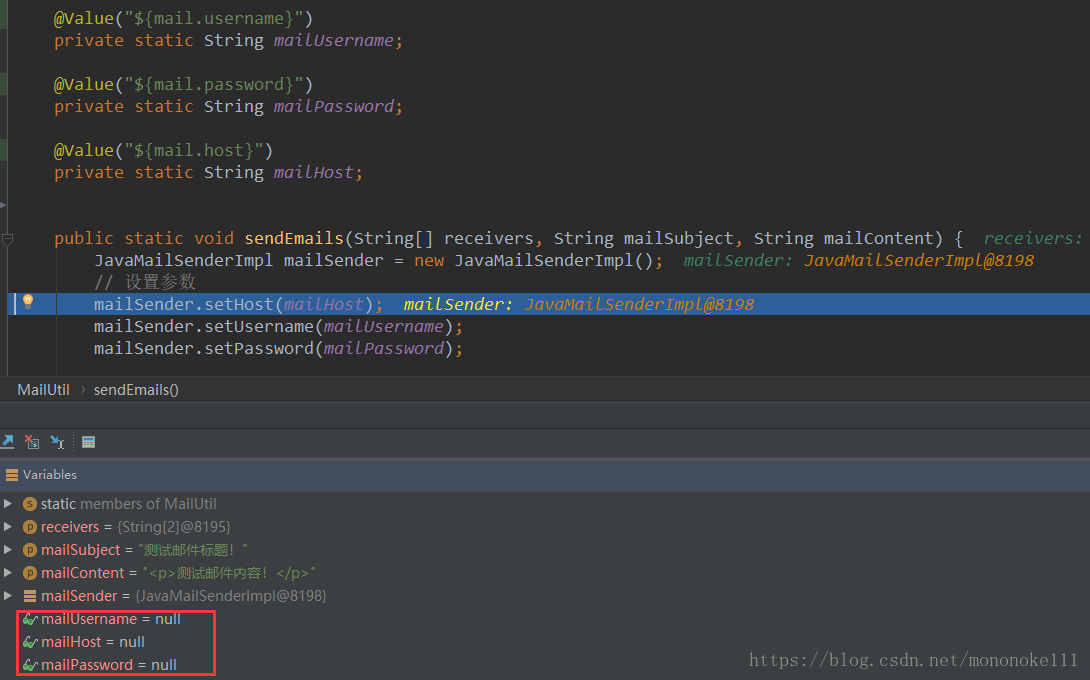 @Value("${mail.username}")
private static String mailUsername;
@Value("${mail.password}")
private static String mailPassword;
@Value("${mail.host}")
private static String mailHost;
public static void sendEmails(String[] receivers, String mailSubject, String mailContent) { receivers:
JavaMailSenderImpl mailSender = new JavaMailSenderImpl(); mailSender: JavaMailSenderImpl@8198
// 设置参数
mailSender.setHost(mailHost); mailSender: JavaMailSenderImpl@8198
mailSender.setUsername(mailUsername);
mailSender.setPassword(mailPassword);
MailUtil › sendEmails()
Variables
s static members of MailUtil
p receivers = {String[2]@8195}
p mailSubject = "测试邮件标题！"
p mailContent = "<p>测试邮件内容！</p>"
mailSender = {JavaMailSenderImpl@8198}
mailUsername = null
mailHost = null
mailPassword = null
https://blog.csdn.net/mononoke111